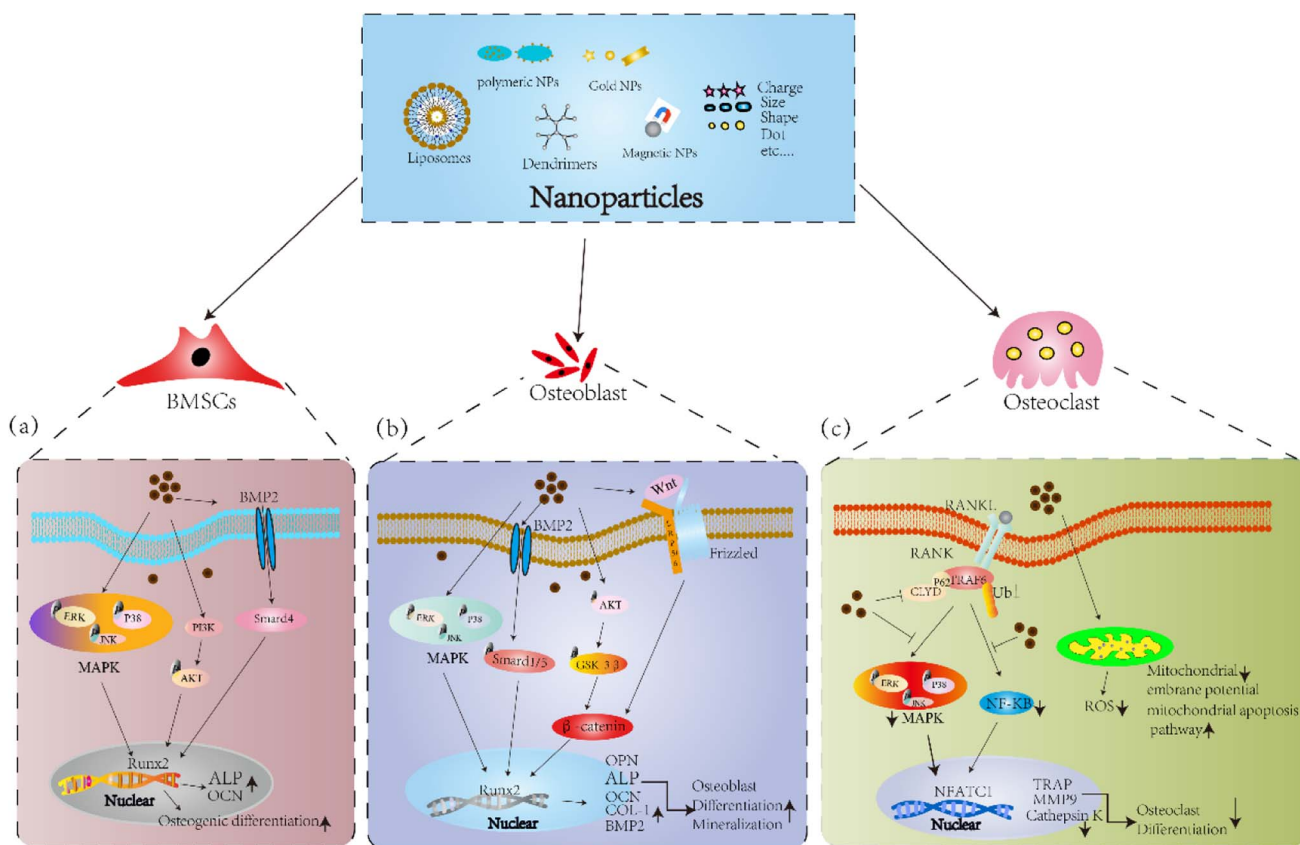 polymeric NPs
Gold NPs
Liposomes
Dendrimers
Magnetic NPs
Charge
Size
Shape
Dot
etc....
Nanoparticles
BMSCs
Osteoblast
Osteoclast
(a)
BMP2
ERK
P38
JNK
MAPK
PI3K
AKT
Smard4
Runx2
Nuclear
ALP
OCN
Osteogenic differentiation
(b)
Wnt
BMP2
Frizzled
ERK
P38
JNK
MAPK
AKT
Smard1/5
GSK 3 β
β -catenin
Runx2
Nuclear
OPN
ALP
OCN
COL-1
BMP2
Osteoblast
Differentiation
Mineralization
(c)
RANKL
RANK
P62
TRAF6
CLYD
Ub
ERK
P38
JNK
MAPK
NF-KB
ROS
Mitochondrial
embrane potential
mitochondrial apoptosis
pathway
NFATC1
Nuclear
TRAP
MMP9
Cathepsin K
Osteoclast
Differentiation